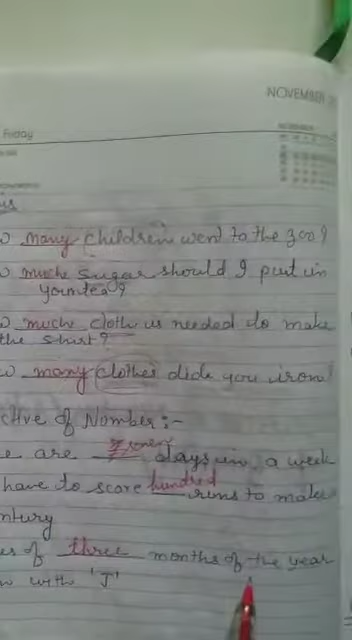 NOVEMBER
Friday
many children went to the zoo?
much sugar should I put in
your tea?
much cloth is needed to make
the shirt?
many clothes did you iron
ctive of Number:-
e are seven days in a week
have to score hundred runs to make
ntury
es of three months of the year
with 'J'